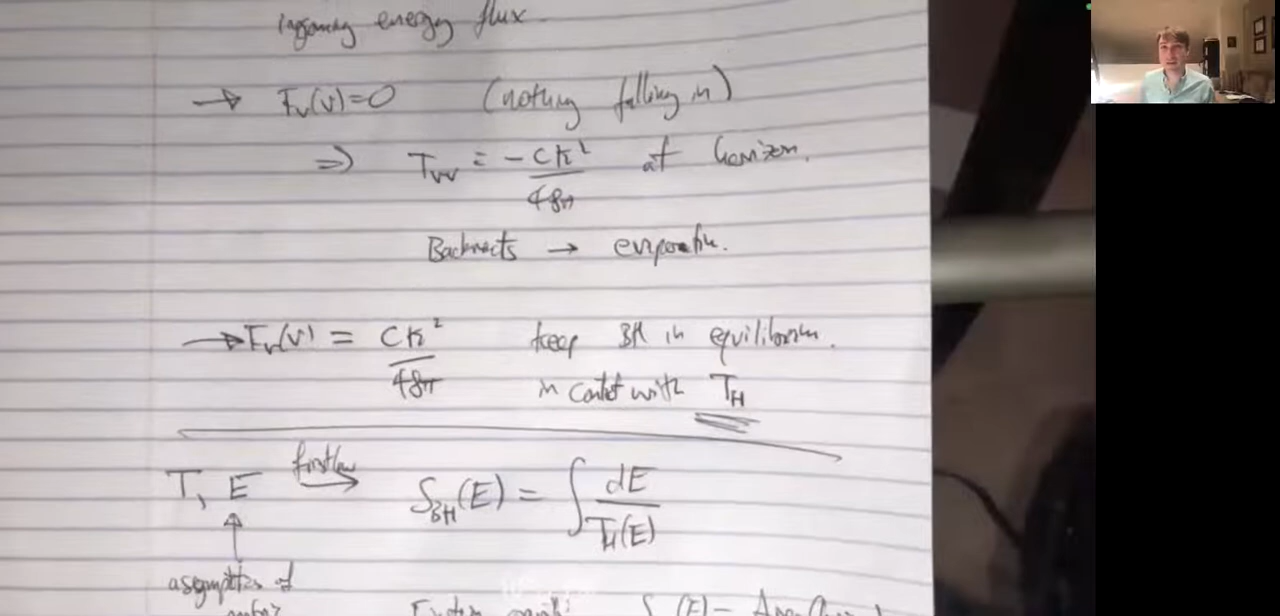 ingoing energy flux.
→ F_v(v)=0 (nothing falling in)
⇒ T_vv = -cκ²/48π at horizon.
Backreacts → evaporation.
→ F_v(v) = cκ²/48π keep BH in equilibrium.
in contact with T_H
T, E first law → S_BH(E) = ∫ dE/T_H(E)
↑
asymptotics of
S (E) =